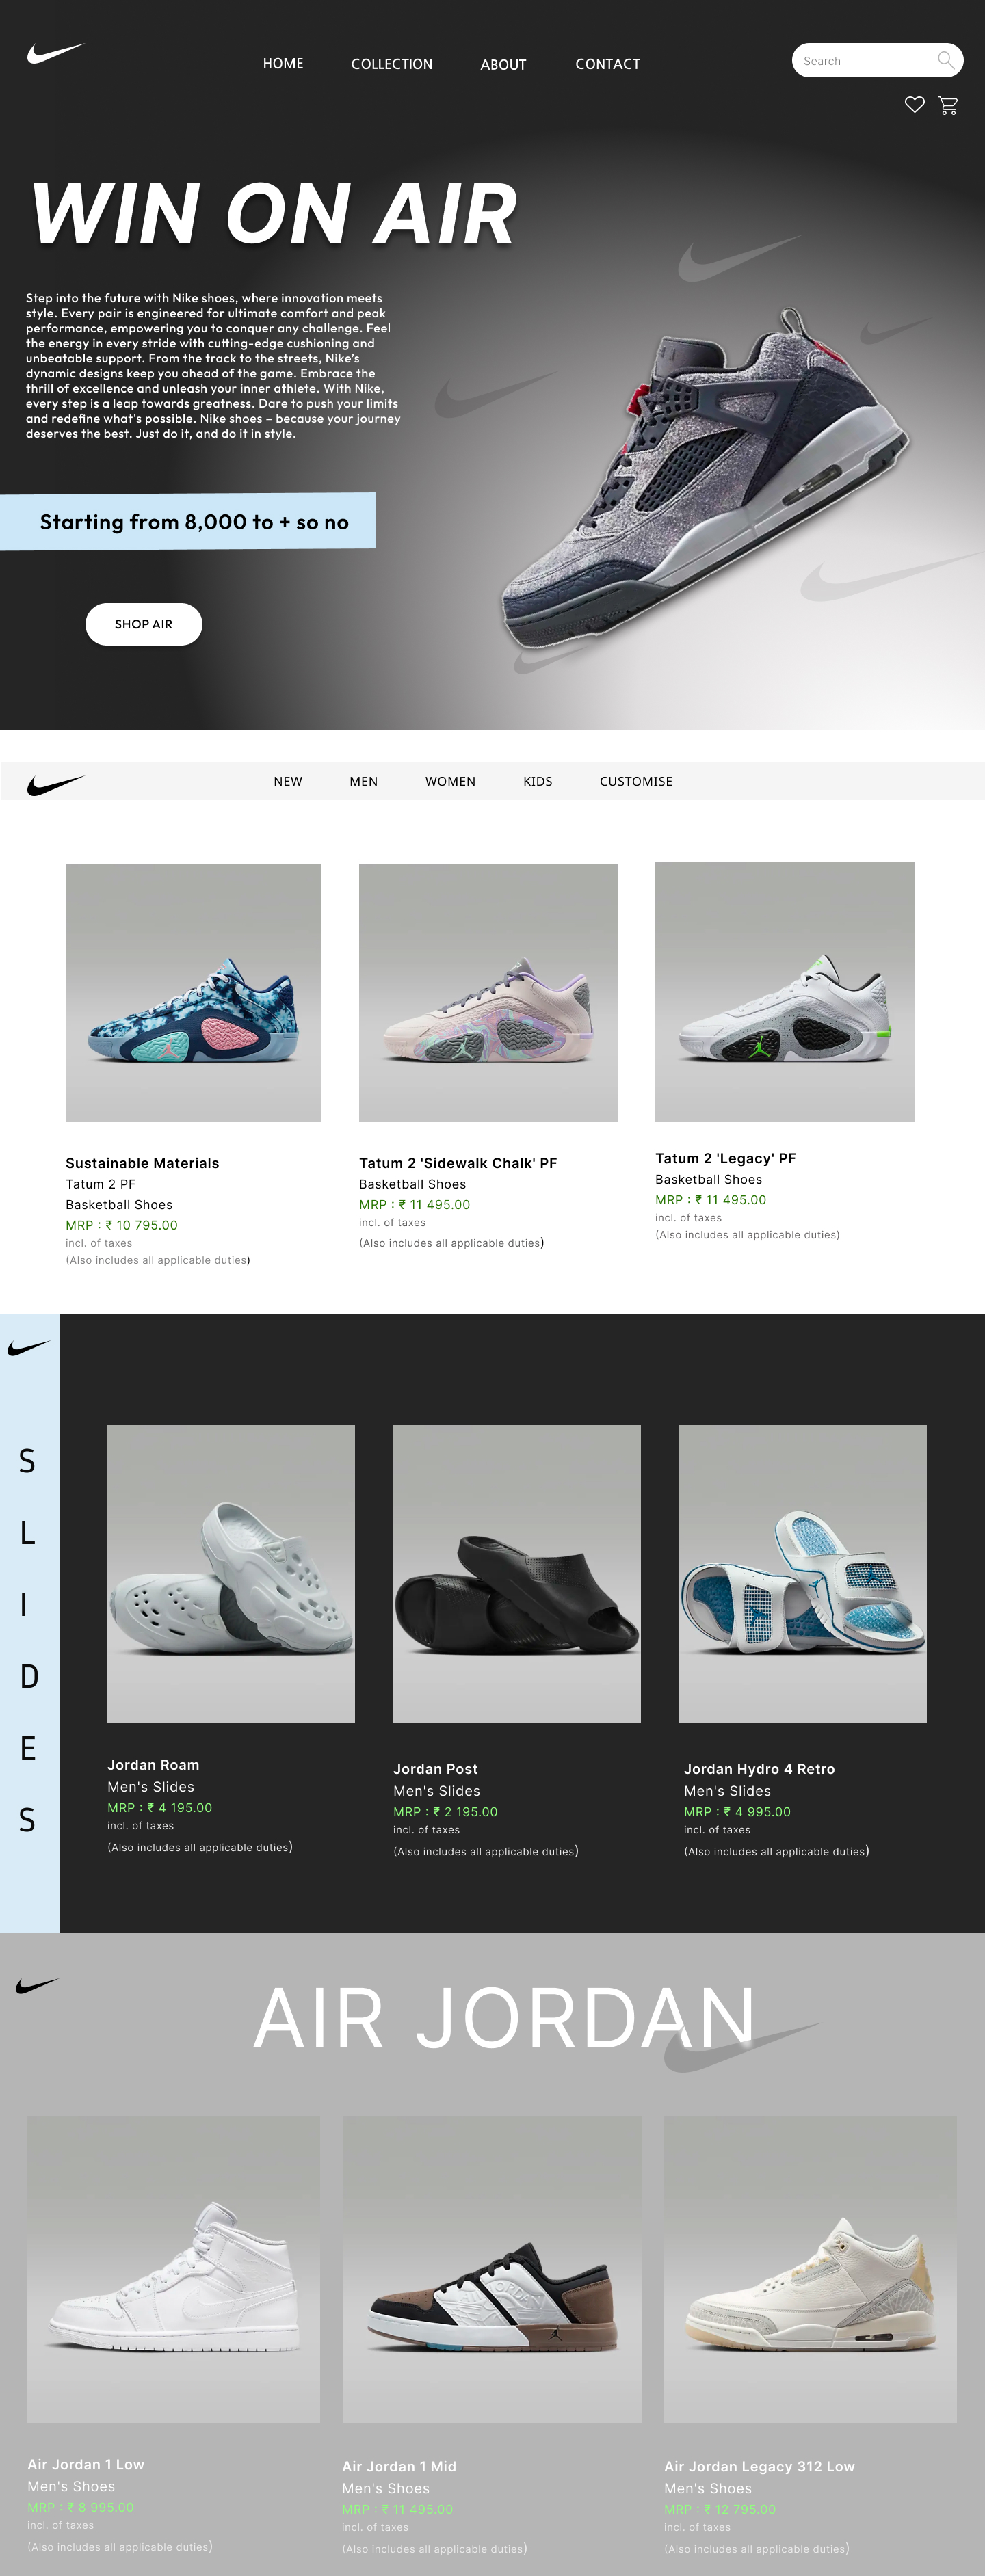 HOME COLLECTION ABOUT CONTACT
Search
WIN ON AIR
Step into the future with Nike shoes, where innovation meets
style. Every pair is engineered for ultimate comfort and peak
performance, empowering you to conquer any challenge. Feel
the energy in every stride with cutting-edge cushioning and
unbeatable support. From the track to the streets, Nike's
dynamic designs keep you ahead of the game. Embrace the
thrill of excellence and unleash your inner athlete. With Nike,
every step is a leap towards greatness. Dare to push your limits
and redefine what's possible. Nike shoes – because your journey
deserves the best. Just do it, and do it in style.
Starting from 8,000 to + so no
SHOP AIR
NEW MEN WOMEN KIDS CUSTOMISE
Sustainable Materials
Tatum 2 PF
Basketball Shoes
MRP : ₹ 10 795.00
incl. of taxes
(Also includes all applicable duties)
Tatum 2 'Sidewalk Chalk' PF
Basketball Shoes
MRP : ₹ 11 495.00
incl. of taxes
(Also includes all applicable duties)
Tatum 2 'Legacy' PF
Basketball Shoes
MRP : ₹ 11 495.00
incl. of taxes
(Also includes all applicable duties)
S
L
I
D
E
S
Jordan Roam
Men's Slides
MRP : ₹ 4 195.00
incl. of taxes
(Also includes all applicable duties)
Jordan Post
Men's Slides
MRP : ₹ 2 195.00
incl. of taxes
(Also includes all applicable duties)
Jordan Hydro 4 Retro
Men's Slides
MRP : ₹ 4 995.00
incl. of taxes
(Also includes all applicable duties)
AIR JORDAN
Air Jordan 1 Low
Men's Shoes
MRP : ₹ 8 995.00
incl. of taxes
(Also includes all applicable duties)
Air Jordan 1 Mid
Men's Shoes
MRP : ₹ 11 495.00
incl. of taxes
(Also includes all applicable duties)
Air Jordan Legacy 312 Low
Men's Shoes
MRP : ₹ 12 795.00
incl. of taxes
(Also includes all applicable duties)